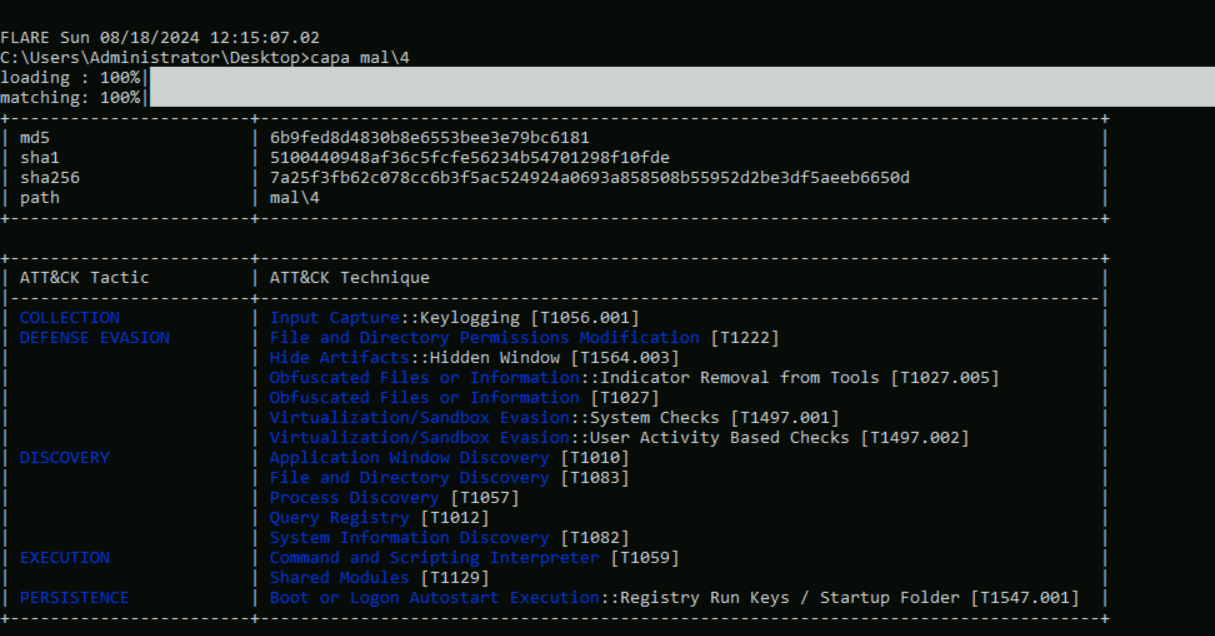 FLARE Sun 08/18/2024 12:15:07.02
C:\Users\Administrator\Desktop>capa mal\4
loading : 100%|
matching: 100%|
+------------------------+-------------------------------------------------------------------------------------+
| md5                    | 6b9fed8d4830b8e6553bee3e79bc6181                                                    |
| sha1                   | 5100440948af36c5fcfe56234b54701298f10fde                                            |
| sha256                 | 7a25f3fb62c078cc6b3f5ac524924a0693a858508b55952d2be3df5aeeb6650d                    |
| path                   | mal\4                                                                               |
+------------------------+-------------------------------------------------------------------------------------+
+------------------------+-------------------------------------------------------------------------------------+
| ATT&CK Tactic          | ATT&CK Technique                                                                    |
|------------------------+-------------------------------------------------------------------------------------|
| COLLECTION             | Input Capture::Keylogging [T1056.001]                                               |
| DEFENSE EVASION        | File and Directory Permissions Modification [T1222]                                 |
|                        | Hide Artifacts::Hidden Window [T1564.003]                                           |
|                        | Obfuscated Files or Information::Indicator Removal from Tools [T1027.005]           |
|                        | Obfuscated Files or Information [T1027]                                             |
|                        | Virtualization/Sandbox Evasion::System Checks [T1497.001]                           |
|                        | Virtualization/Sandbox Evasion::User Activity Based Checks [T1497.002]              |
| DISCOVERY              | Application Window Discovery [T1010]                                                |
|                        | File and Directory Discovery [T1083]                                                |
|                        | Process Discovery [T1057]                                                           |
|                        | Query Registry [T1012]                                                              |
|                        | System Information Discovery [T1082]                                                |
| EXECUTION              | Command and Scripting Interpreter [T1059]                                           |
|                        | Shared Modules [T1129]                                                              |
| PERSISTENCE            | Boot or Logon Autostart Execution::Registry Run Keys / Startup Folder [T1547.001]   |
+------------------------+-------------------------------------------------------------------------------------+